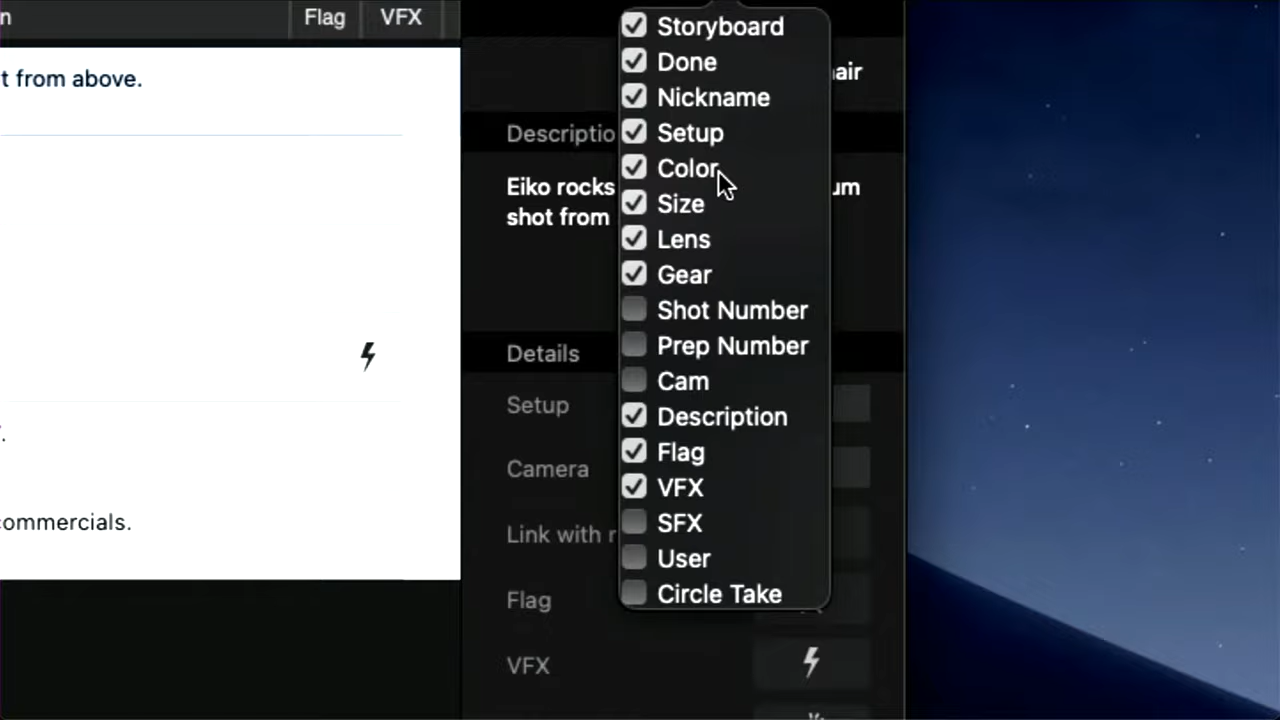 n
Flag
VFX
t from above.
commercials.
Storyboard
Done
Nickname
Setup
Color
Size
Lens
Gear
Shot Number
Prep Number
Cam
Description
Flag
VFX
SFX
User
Circle Take
air
Descriptio
Eiko rocks
um
shot from
Details
Setup
Camera
Link with r
Flag
VFX